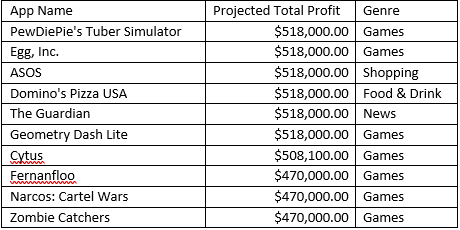 App Name Projected Total Profit Genre
PewDiePie's Tuber Simulator $518,000.00 Games
Egg, Inc. $518,000.00 Games
ASOS $518,000.00 Shopping
Domino's Pizza USA $518,000.00 Food & Drink
The Guardian $518,000.00 News
Geometry Dash Lite $518,000.00 Games
Cytus $508,100.00 Games
Fernanfloo $470,000.00 Games
Narcos: Cartel Wars $470,000.00 Games
Zombie Catchers $470,000.00 Games